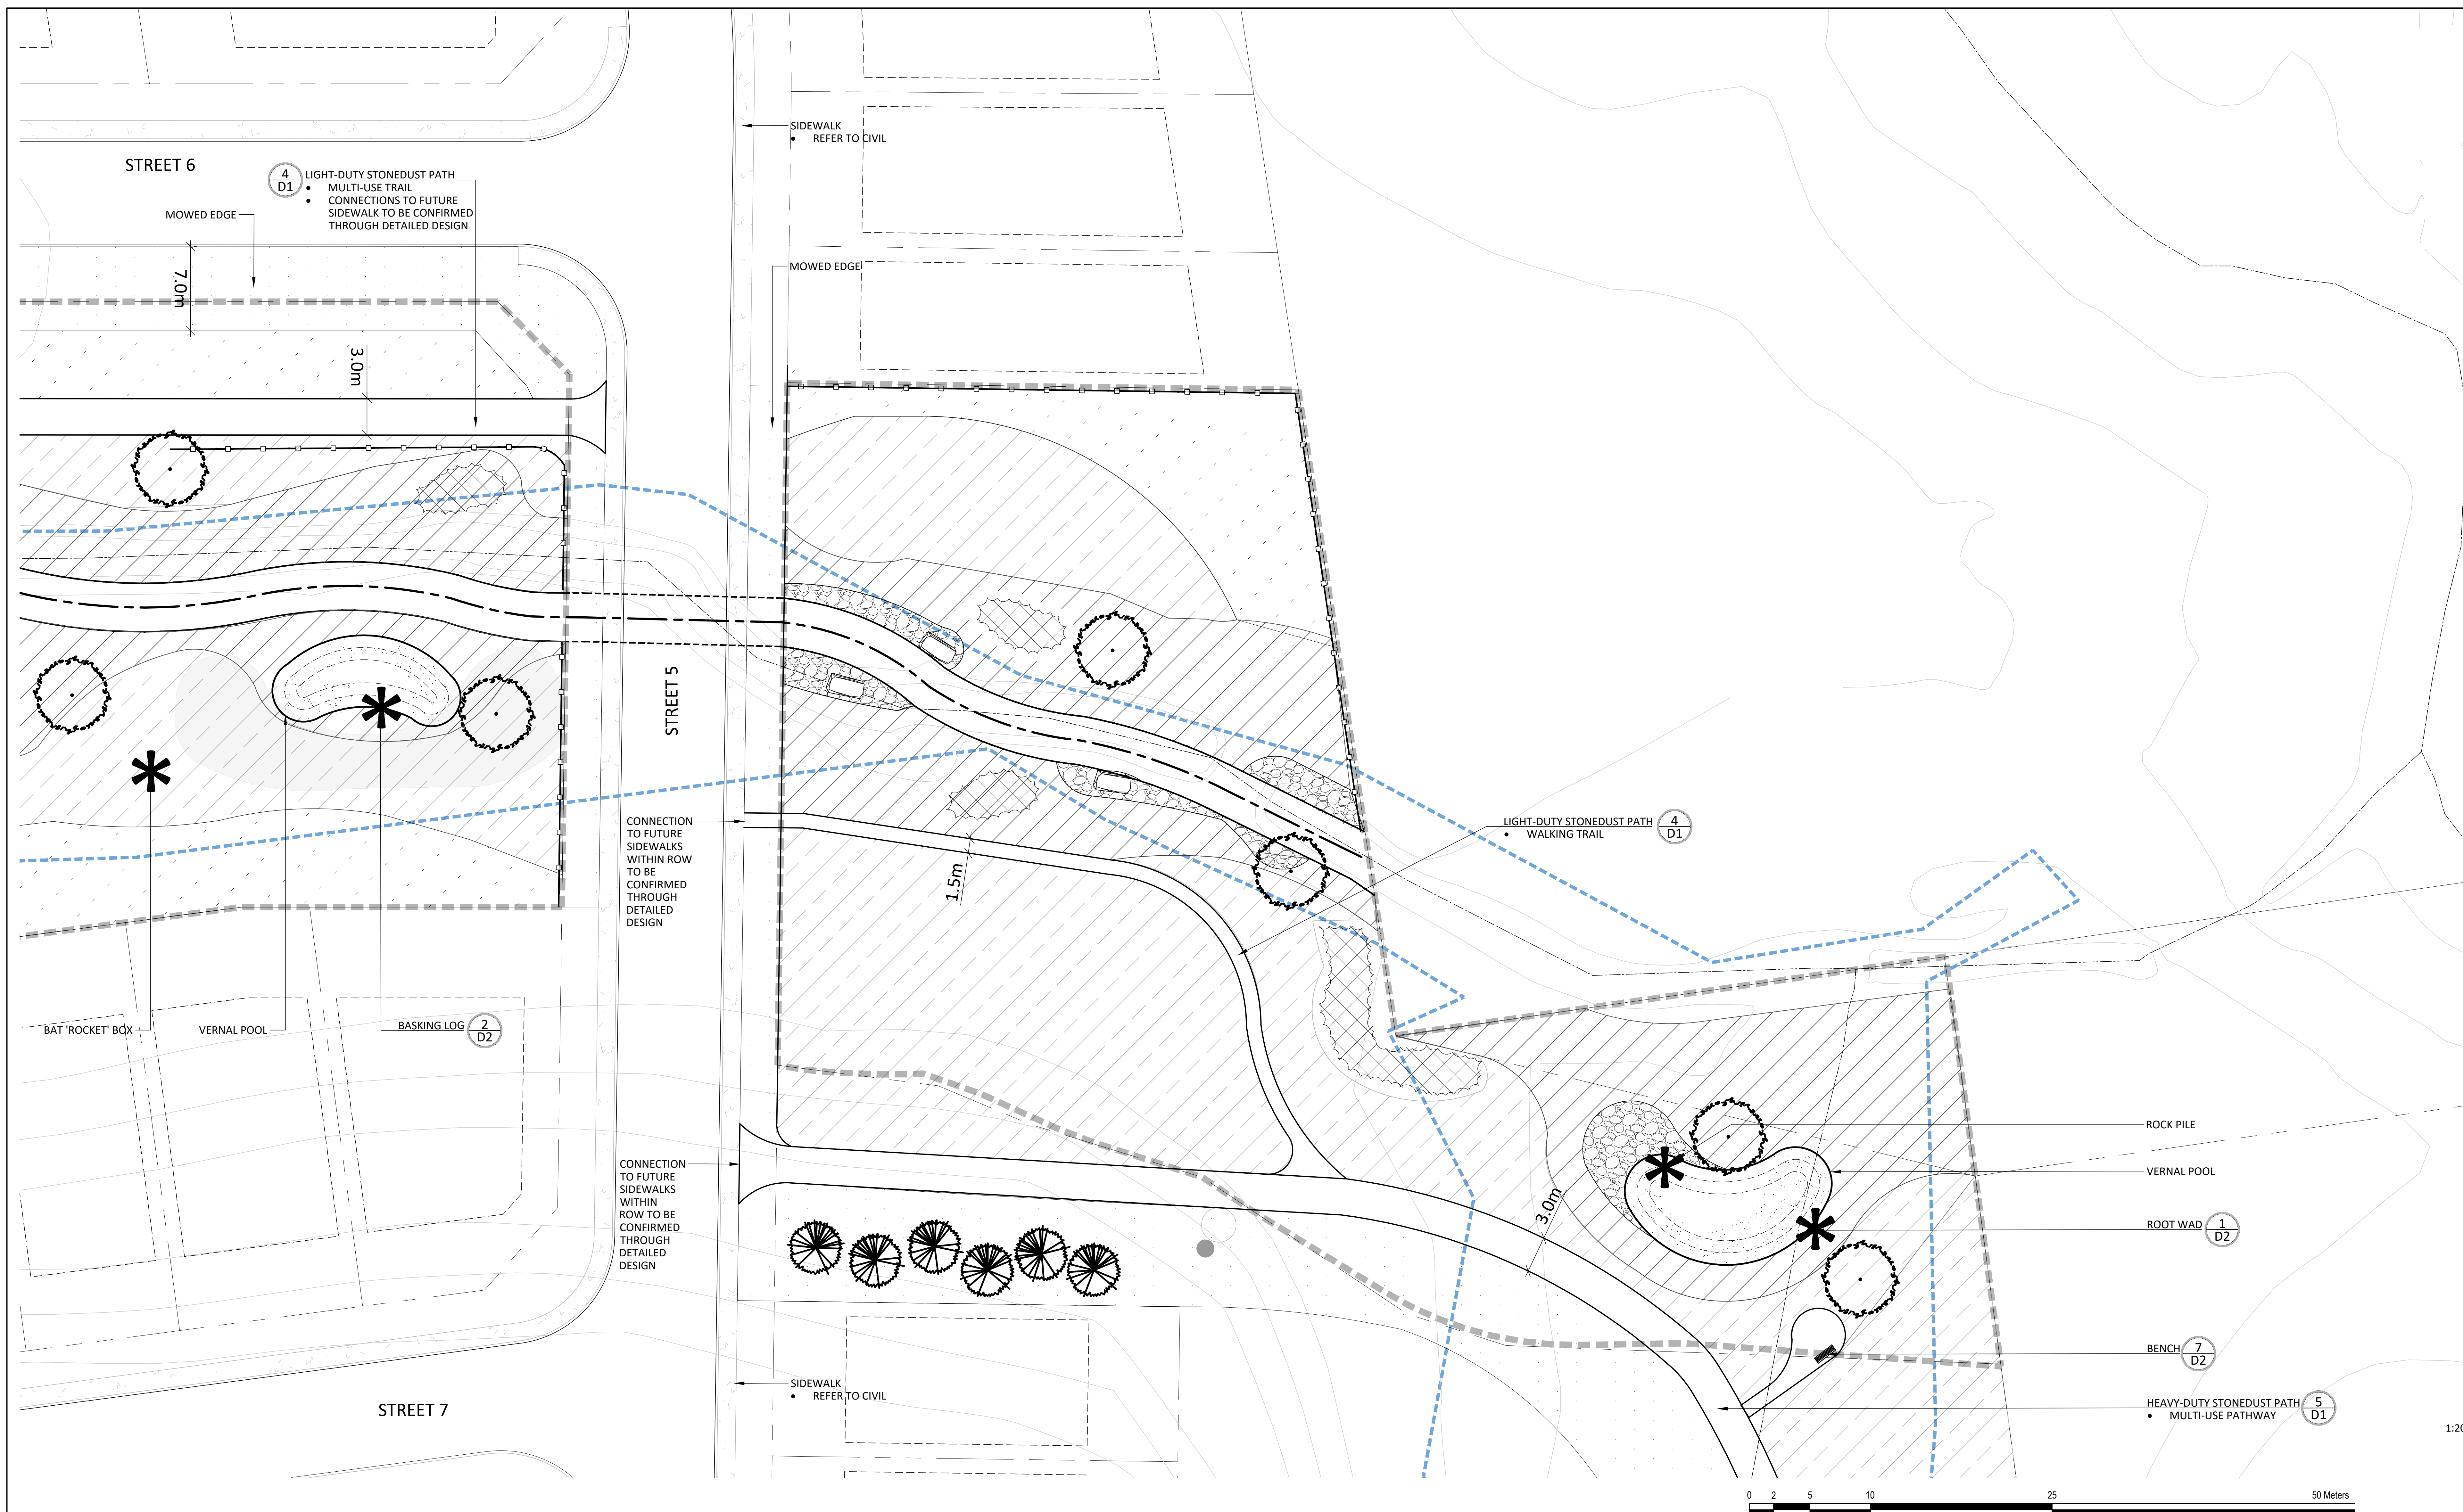 SIDEWALK
• REFER TO CIVIL
STREET 6
4
D1
LIGHT-DUTY STONEDUST PATH
• MULTI-USE TRAIL
• CONNECTIONS TO FUTURE
SIDEWALK TO BE CONFIRMED
THROUGH DETAILED DESIGN
MOWED EDGE
MOWED EDGE
7.0m
3.0m
STREET 5
CONNECTION
TO FUTURE
SIDEWALKS
WITHIN ROW
TO BE
CONFIRMED
THROUGH
DETAILED
DESIGN
1.5m
LIGHT-DUTY STONEDUST PATH
• WALKING TRAIL
4
D1
BAT 'ROCKET' BOX
VERNAL POOL
BASKING LOG
2
D2
ROCK PILE
VERNAL POOL
CONNECTION
TO FUTURE
SIDEWALKS
WITHIN
ROW TO BE
CONFIRMED
THROUGH
DETAILED
DESIGN
3.0m
ROOT WAD
1
D2
BENCH
7
D2
SIDEWALK
• REFER TO CIVIL
STREET 7
HEAVY-DUTY STONEDUST PATH
• MULTI-USE PATHWAY
5
D1
1:20
0 2 5 10 25 50 Meters